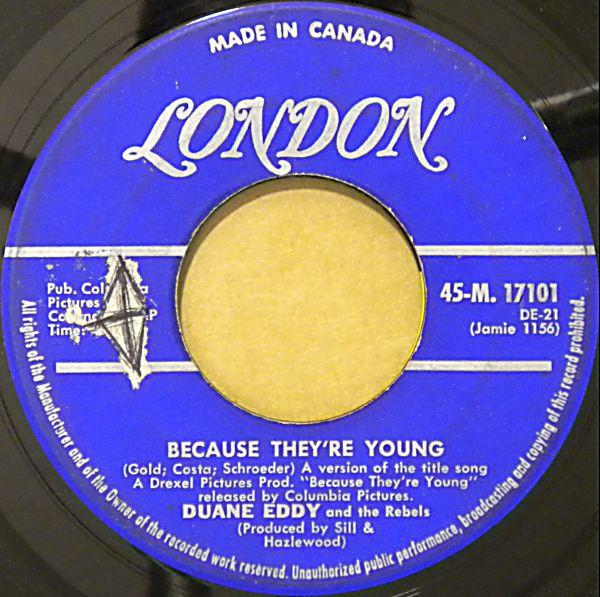 MADE IN CANADA
LONDON
Pub.
Pictures
Time:
45-M. 17101
DE-21
(Jamie 1156)
BECAUSE THEY'RE YOUNG
(Gold; Costa; Schroeder) A version of the title song
A Drexel Pictures Prod. "Because They're Young"
released by Columbia Pictures.
DUANE EDDY and the Rebels
(Produced by Sill &
Hazlewood)
All rights of the Manufacturer and of the Owner of the recorded work reserved. Unauthorized public performance, broadcasting and copying of this record prohibited.